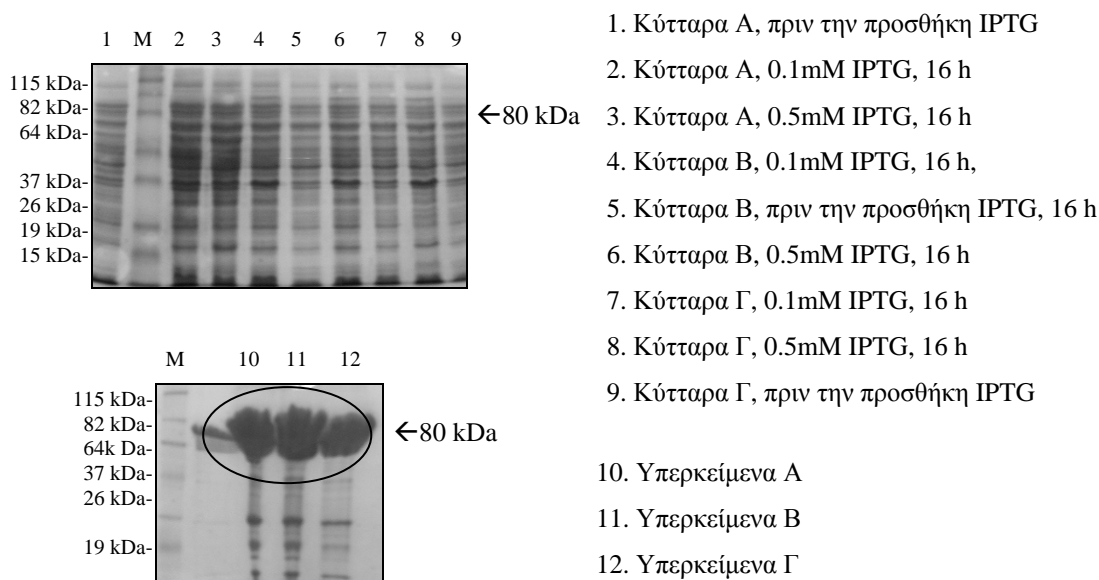 1 M 2 3 4 5 6 7 8 9
115 kDa-
82 kDa-
64 kDa-
37 kDa-
26 kDa-
19 kDa-
15 kDa-
←80 kDa
M 10 11 12
115 kDa-
82 kDa-
64k Da-
37 kDa-
26 kDa-
19 kDa-
←80 kDa
1. Κύτταρα Α, πριν την προσθήκη IPTG
2. Κύτταρα Α, 0.1mM IPTG, 16 h
3. Κύτταρα Α, 0.5mM IPTG, 16 h
4. Κύτταρα Β, 0.1mM IPTG, 16 h,
5. Κύτταρα Β, πριν την προσθήκη IPTG, 16 h
6. Κύτταρα Β, 0.5mM IPTG, 16 h
7. Κύτταρα Γ, 0.1mM IPTG, 16 h
8. Κύτταρα Γ, 0.5mM IPTG, 16 h
9. Κύτταρα Γ, πριν την προσθήκη IPTG
10. Υπερκείμενα Α
11. Υπερκείμενα Β
12. Υπερκείμενα Γ